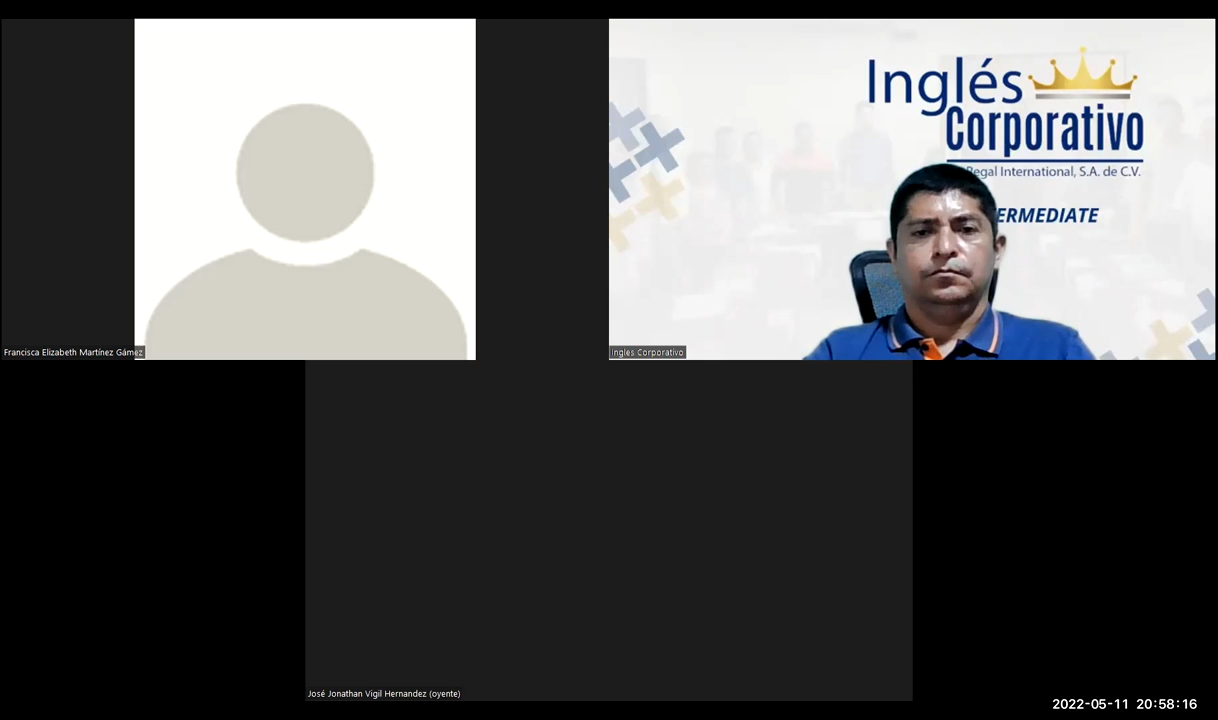 Inglés
Corporativo
Regal International, S.A. de C.V.
ERMEDIATE
Francisca Elizabeth Martínez Gámez
Inglés Corporativo
José Jonathan Vigil Hernandez (oyente)
2022-05-11 20:58:16